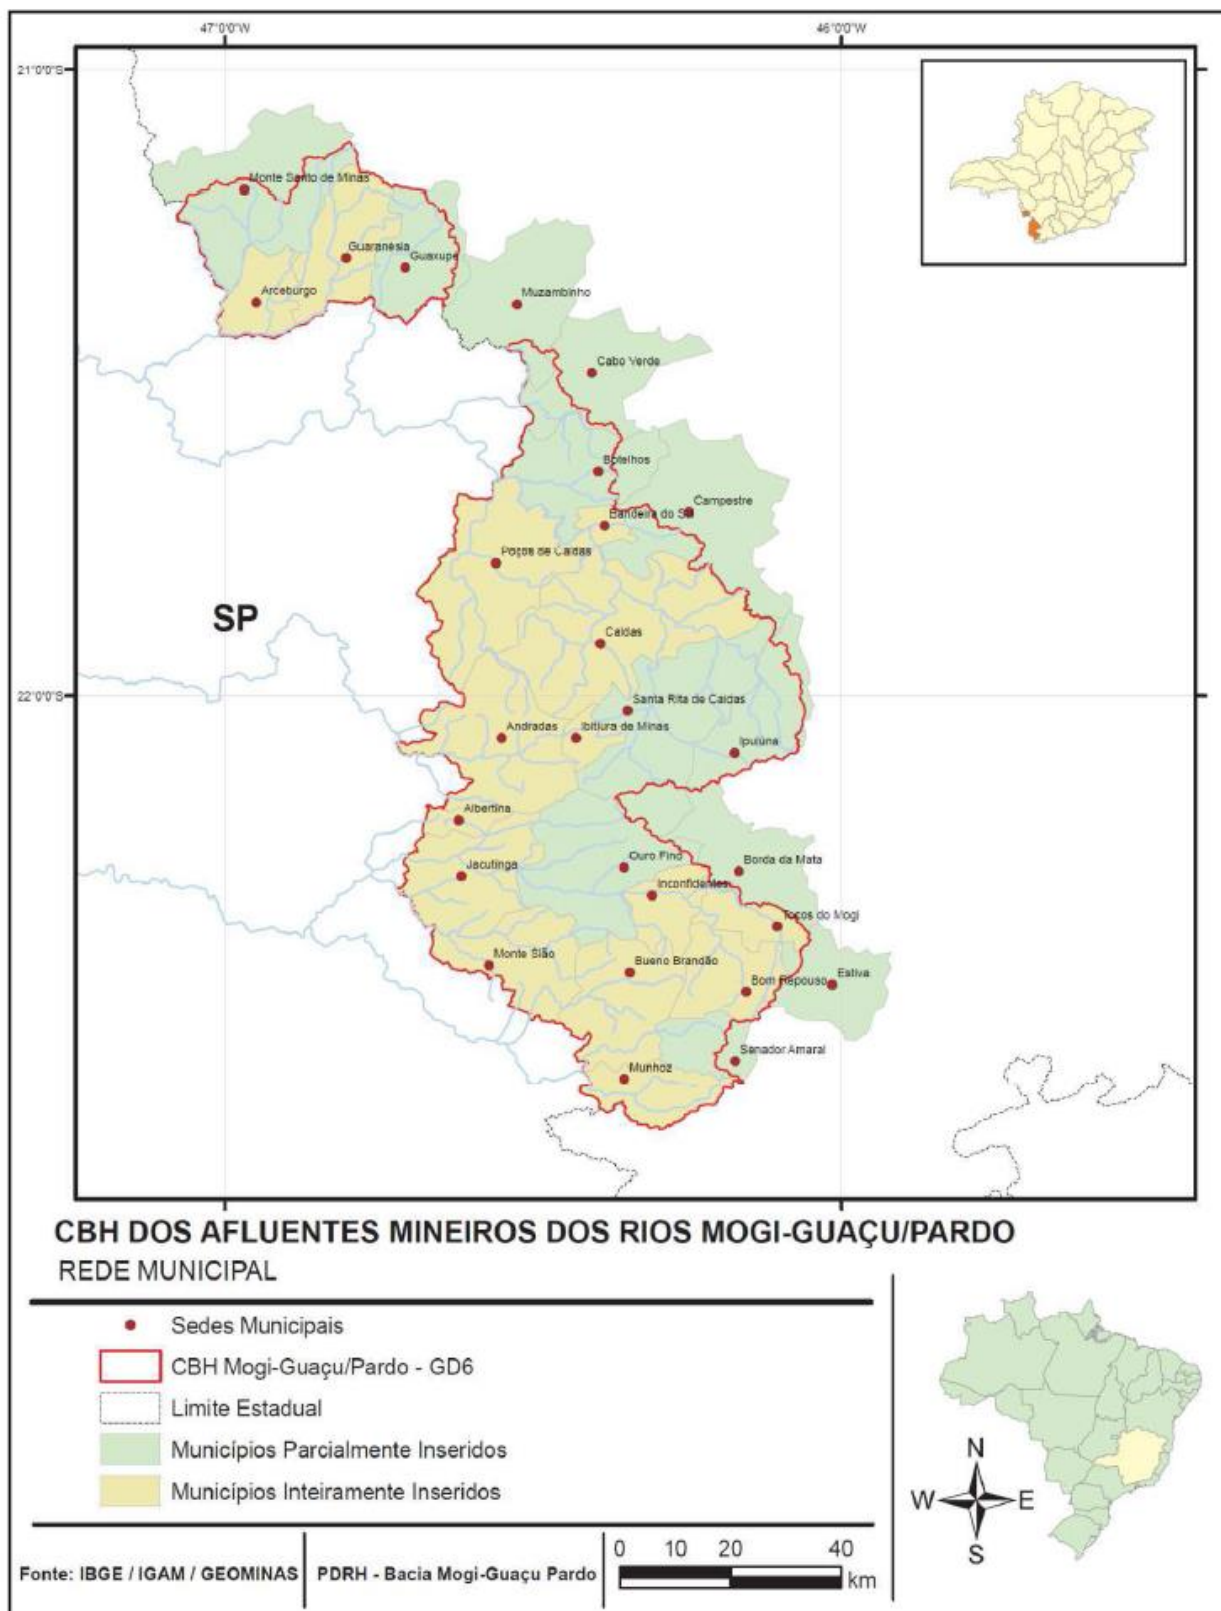 47°0'0"W
46°0'0"W
21°0'0"S
Monte Santo de Minas
Guaranésia
Guaxupé
Arceburgo
Muzambinho
Cabo Verde
Botelhos
Campestre
Bandeira do Sul
Poços de Caldas
SP
Caldas
22°0'0"S
Santa Rita de Caldas
Andradas
Ibitiura de Minas
Ipuiúna
Albertina
Ouro Fino
Borda da Mata
Jacutinga
Inconfidentes
Tocos do Mogi
Monte Sião
Bueno Brandão
Bom Repouso
Estiva
Senador Amaral
Munhoz
CBH DOS AFLUENTES MINEIROS DOS RIOS MOGI-GUAÇU/PARDO
REDE MUNICIPAL
Sedes Municipais
CBH Mogi-Guaçu/Pardo - GD6
Limite Estadual
Municípios Parcialmente Inseridos
Municípios Inteiramente Inseridos
N
W
E
S
Fonte: IBGE / IGAM / GEOMINAS
PDRH - Bacia Mogi-Guaçu Pardo
0 10 20 40
km